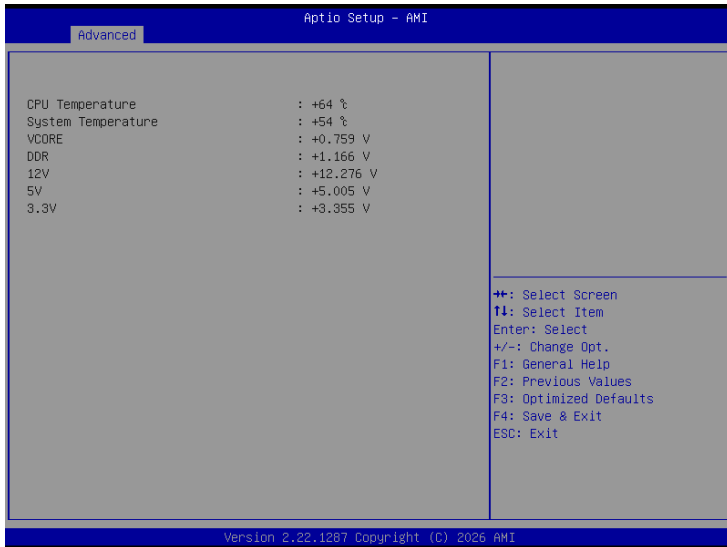 Aptio Setup - AMI
Advanced
CPU Temperature : +64 ℃
System Temperature : +54 ℃
VCORE : +0.759 V
DDR : +1.166 V
12V : +12.276 V
5V : +5.005 V
3.3V : +3.355 V
→←: Select Screen
↑↓: Select Item
Enter: Select
+/-: Change Opt.
F1: General Help
F2: Previous Values
F3: Optimized Defaults
F4: Save & Exit
ESC: Exit
Version 2.22.1287 Copyright (C) 2026 AMI